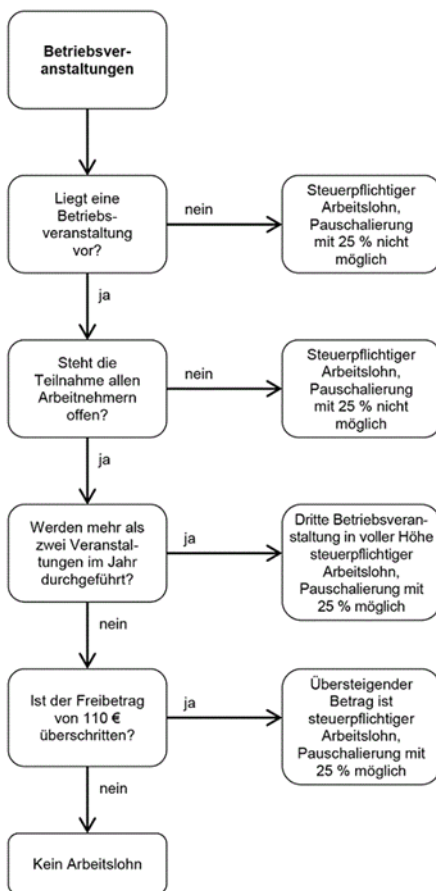 Betriebsver-
anstaltungen
Liegt eine
Betriebs-
veranstaltung
vor?
nein
Steuerpflichtiger
Arbeitslohn,
Pauschalierung
mit 25 % nicht
möglich
ja
Steht die
Teilnahme allen
Arbeitnehmern
offen?
nein
Steuerpflichtiger
Arbeitslohn,
Pauschalierung
mit 25 % nicht
möglich
ja
Werden mehr als
zwei Veranstal-
tungen im Jahr
durchgeführt?
ja
Dritte Betriebsveran-
staltung in voller Höhe
steuerpflichtiger
Arbeitslohn,
Pauschalierung mit
25 % möglich
nein
Ist der Freibetrag
von 110 €
überschritten?
ja
Übersteigender
Betrag ist
steuerpflichtiger
Arbeitslohn,
Pauschalierung mit
25 % möglich
nein
Kein Arbeitslohn